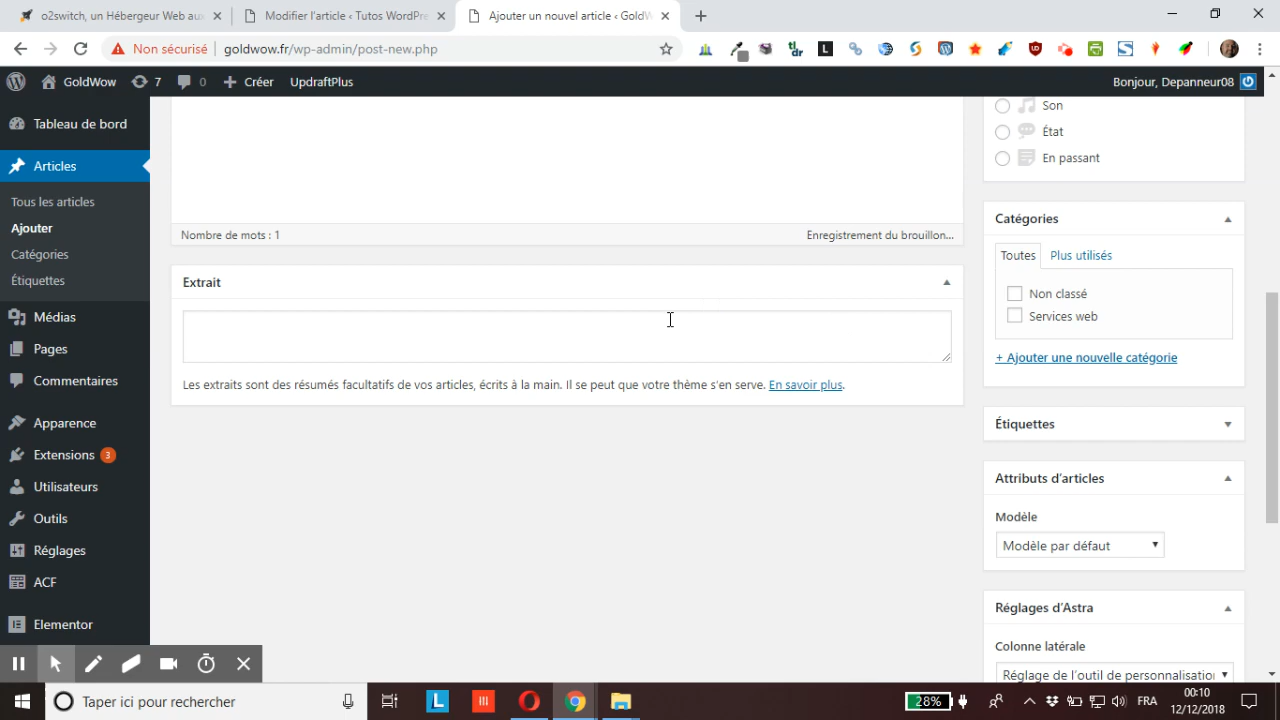 o2switch, un Hébergeur Web aux
Modifier l'article ‹ Tutos WordPre
Ajouter un nouvel article ‹ GoldW
Non sécurisé
goldwow.fr/wp-admin/post-new.php
GoldWow
7
0
Créer
UpdraftPlus
Bonjour, Depanneur08
Tableau de bord
Articles
Tous les articles
Ajouter
Catégories
Étiquettes
Médias
Pages
Commentaires
Apparence
Extensions 3
Utilisateurs
Outils
Réglages
ACF
Elementor
Nombre de mots : 1
Enregistrement du brouillon...
Extrait
Les extraits sont des résumés facultatifs de vos articles, écrits à la main. Il se peut que votre thème s'en serve. En savoir plus.
Son
État
En passant
Catégories
Toutes
Plus utilisés
Non classé
Services web
+ Ajouter une nouvelle catégorie
Étiquettes
Attributs d'articles
Modèle
Modèle par défaut
Réglages d'Astra
Colonne latérale
Réglage de l'outil de personnalisation
Taper ici pour rechercher
28%
FRA
00:10
12/12/2018